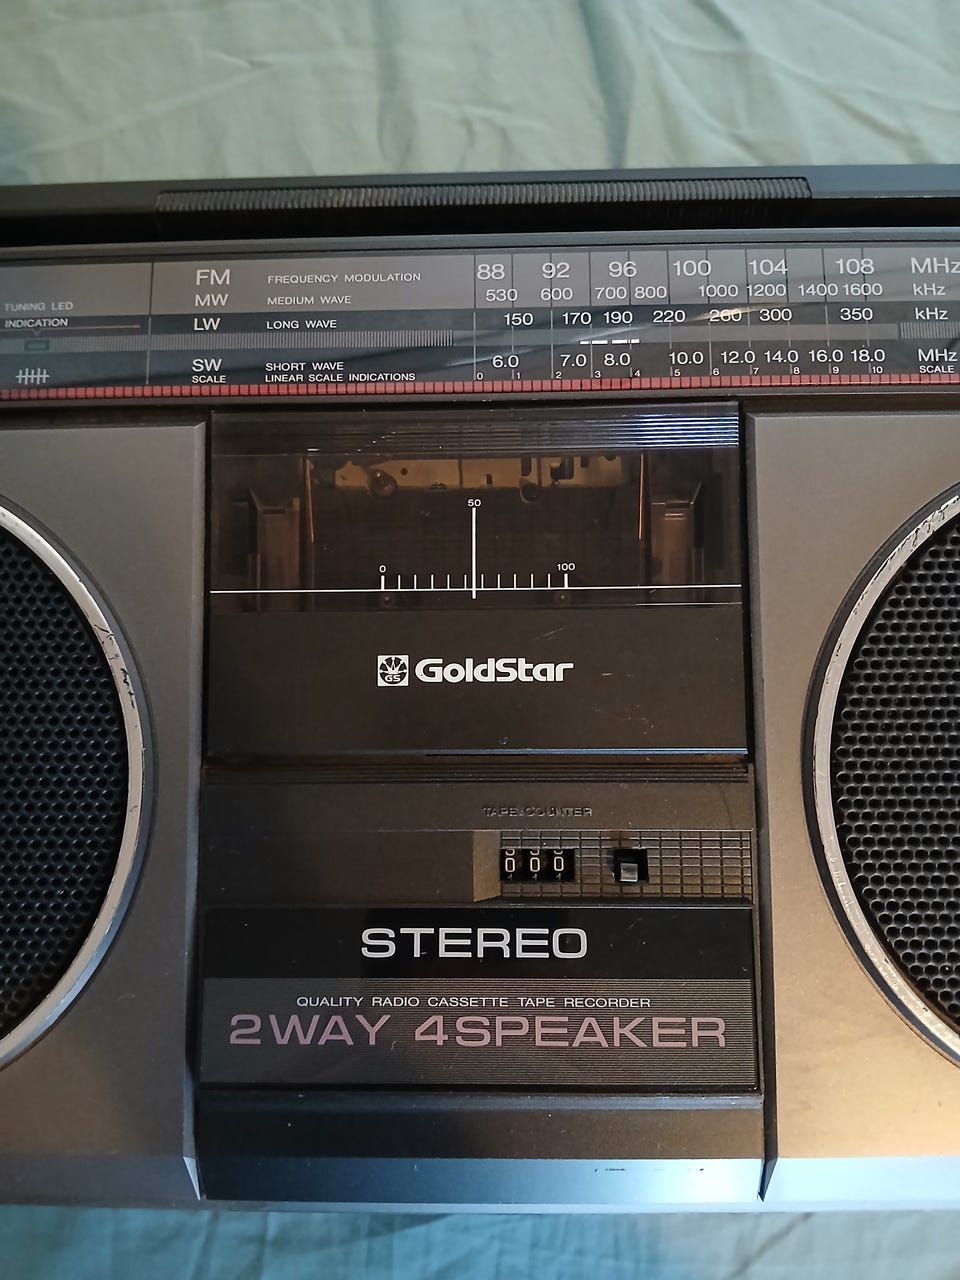 FM FREQUENCY MODULATION 88 92 96 100 104 108 MHz
TUNING LED MW MEDIUM WAVE 530 600 700 800 1000 1200 1400 1600 kHz
INDICATION LW LONG WAVE 150 170 190 220 260 300 350 kHz
SW SHORT WAVE 6.0 7.0 8.0 10.0 12.0 14.0 16.0 18.0 MHz
SCALE LINEAR SCALE INDICATIONS 0 1 2 3 4 5 6 7 8 9 10 SCALE
50
0 100
GS GoldStar
TAPE COUNTER
0 0 0
STEREO
QUALITY RADIO CASSETTE TAPE RECORDER
2WAY 4SPEAKER